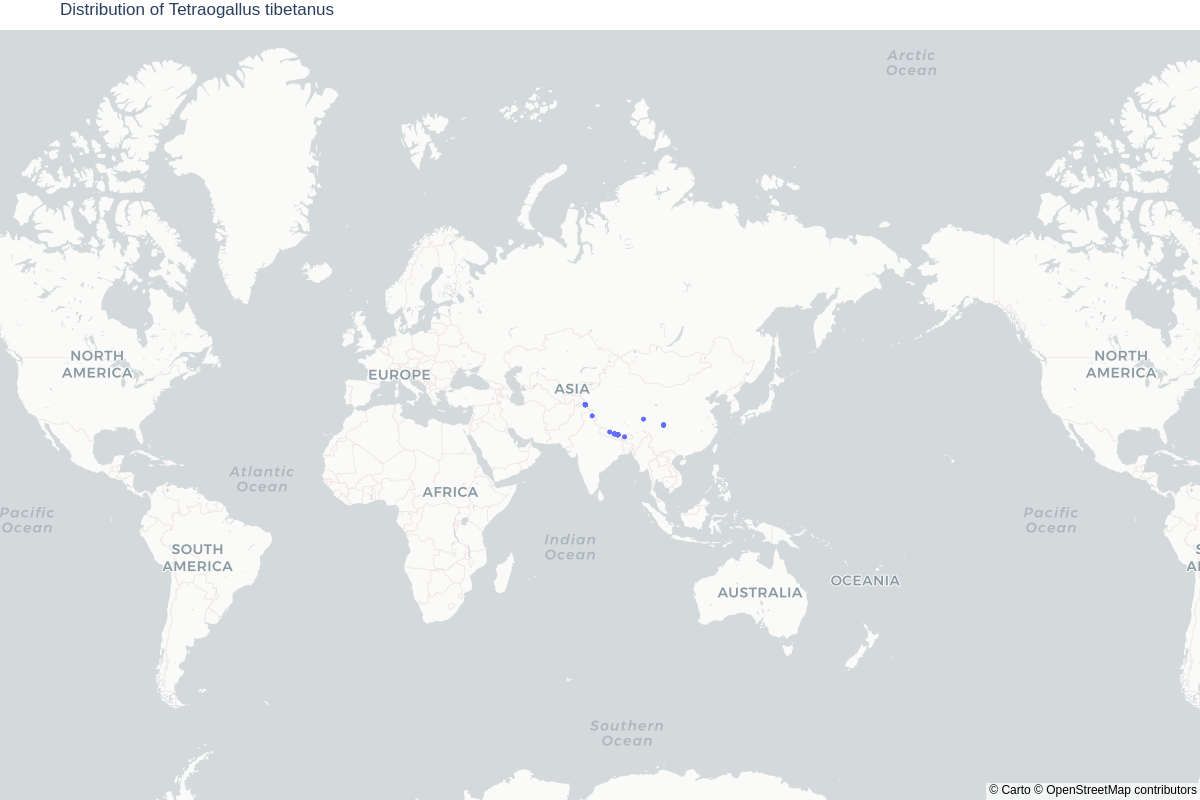 Distribution of Tetraogallus tibetanus
Arctic
Ocean
NORTH
AMERICA
EUROPE
ASIA
NORTH
AMERICA
Atlantic
Ocean
AFRICA
Pacific
Ocean
Pacific
Ocean
Indian
Ocean
SOUTH
AMERICA
OCEANIA
AUSTRALIA
S
A
Southern
Ocean
© Carto © OpenStreetMap contributors